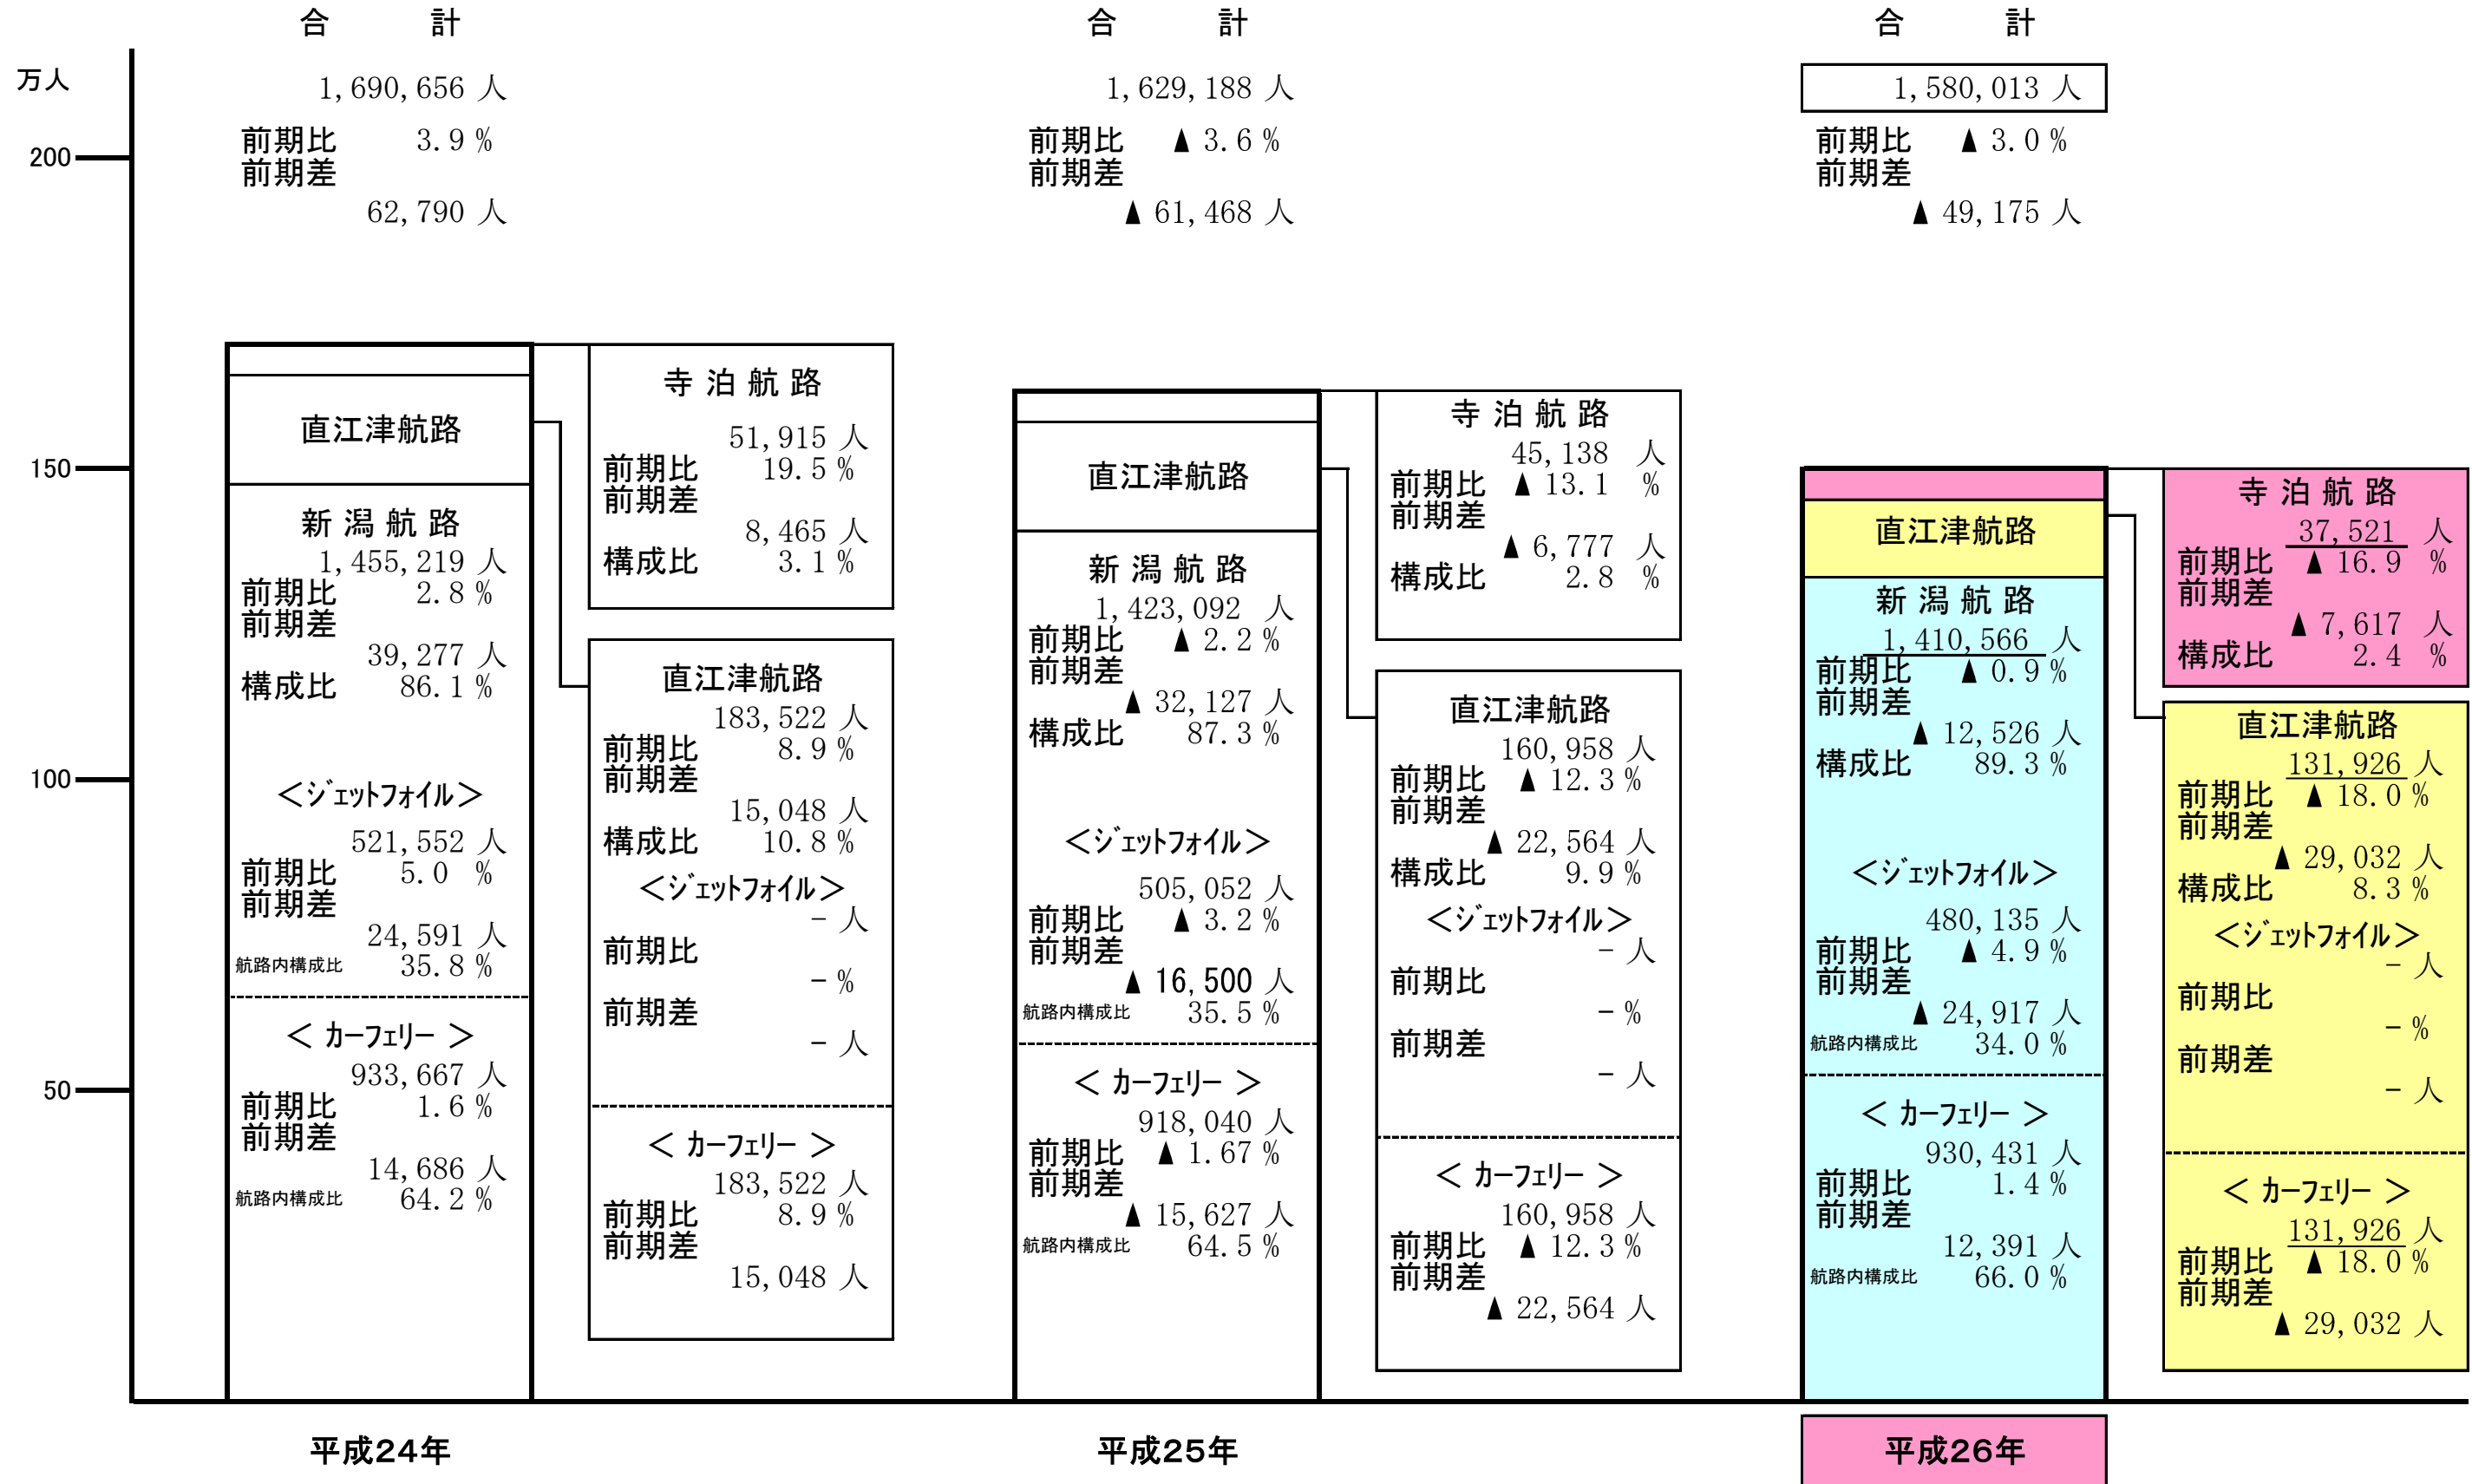 合 計
1,690,656 人
前期比 3.9 %
前期差
62,790 人
合 計
1,629,188 人
前期比 ▲ 3.6 %
前期差
▲ 61,468 人
合 計
1,580,013 人
前期比 ▲ 3.0 %
前期差
▲ 49,175 人
万人
200
150
100
50
直江津航路
新潟航路
1,455,219 人
前期比 2.8 %
前期差
39,277 人
構成比 86.1 %
＜ｼﾞｪットフォイル＞
521,552 人
前期比 5.0 %
前期差
24,591 人
航路内構成比 35.8 %
＜ カーフェリー ＞
933,667 人
前期比 1.6 %
前期差
14,686 人
航路内構成比 64.2 %
寺泊航路
51,915 人
前期比 19.5 %
前期差
8,465 人
構成比 3.1 %
直江津航路
183,522 人
前期比 8.9 %
前期差
15,048 人
構成比 10.8 %
＜ｼﾞｪットフォイル＞
- 人
前期比
- %
前期差
- 人
＜ カーフェリー ＞
183,522 人
前期比 8.9 %
前期差
15,048 人
直江津航路
新潟航路
1,423,092 人
前期比 ▲ 2.2 %
前期差
▲ 32,127 人
構成比 87.3 %
＜ｼﾞｪットフォイル＞
505,052 人
前期比 ▲ 3.2 %
前期差
▲ 16,500 人
航路内構成比 35.5 %
＜ カーフェリー ＞
918,040 人
前期比 ▲ 1.67 %
前期差
▲ 15,627 人
航路内構成比 64.5 %
寺泊航路
45,138 人
前期比 ▲ 13.1 %
前期差
▲ 6,777 人
構成比 2.8 %
直江津航路
160,958 人
前期比 ▲ 12.3 %
前期差
▲ 22,564 人
構成比 9.9 %
＜ｼﾞｪットフォイル＞
- 人
前期比
- %
前期差
- 人
＜ カーフェリー ＞
160,958 人
前期比 ▲ 12.3 %
前期差
▲ 22,564 人
直江津航路
新潟航路
1,410,566 人
前期比 ▲ 0.9 %
前期差
▲ 12,526 人
構成比 89.3 %
＜ｼﾞｪットフォイル＞
480,135 人
前期比 ▲ 4.9 %
前期差
▲ 24,917 人
航路内構成比 34.0 %
＜ カーフェリー ＞
930,431 人
前期比 1.4 %
前期差
12,391 人
航路内構成比 66.0 %
寺泊航路
37,521 人
前期比 ▲ 16.9 %
前期差
▲ 7,617 人
構成比 2.4 %
直江津航路
131,926 人
前期比 ▲ 18.0 %
前期差
▲ 29,032 人
構成比 8.3 %
＜ｼﾞｪットフォイル＞
- 人
前期比
- %
前期差
- 人
＜ カーフェリー ＞
131,926 人
前期比 ▲ 18.0 %
前期差
▲ 29,032 人
平成24年
平成25年
平成26年